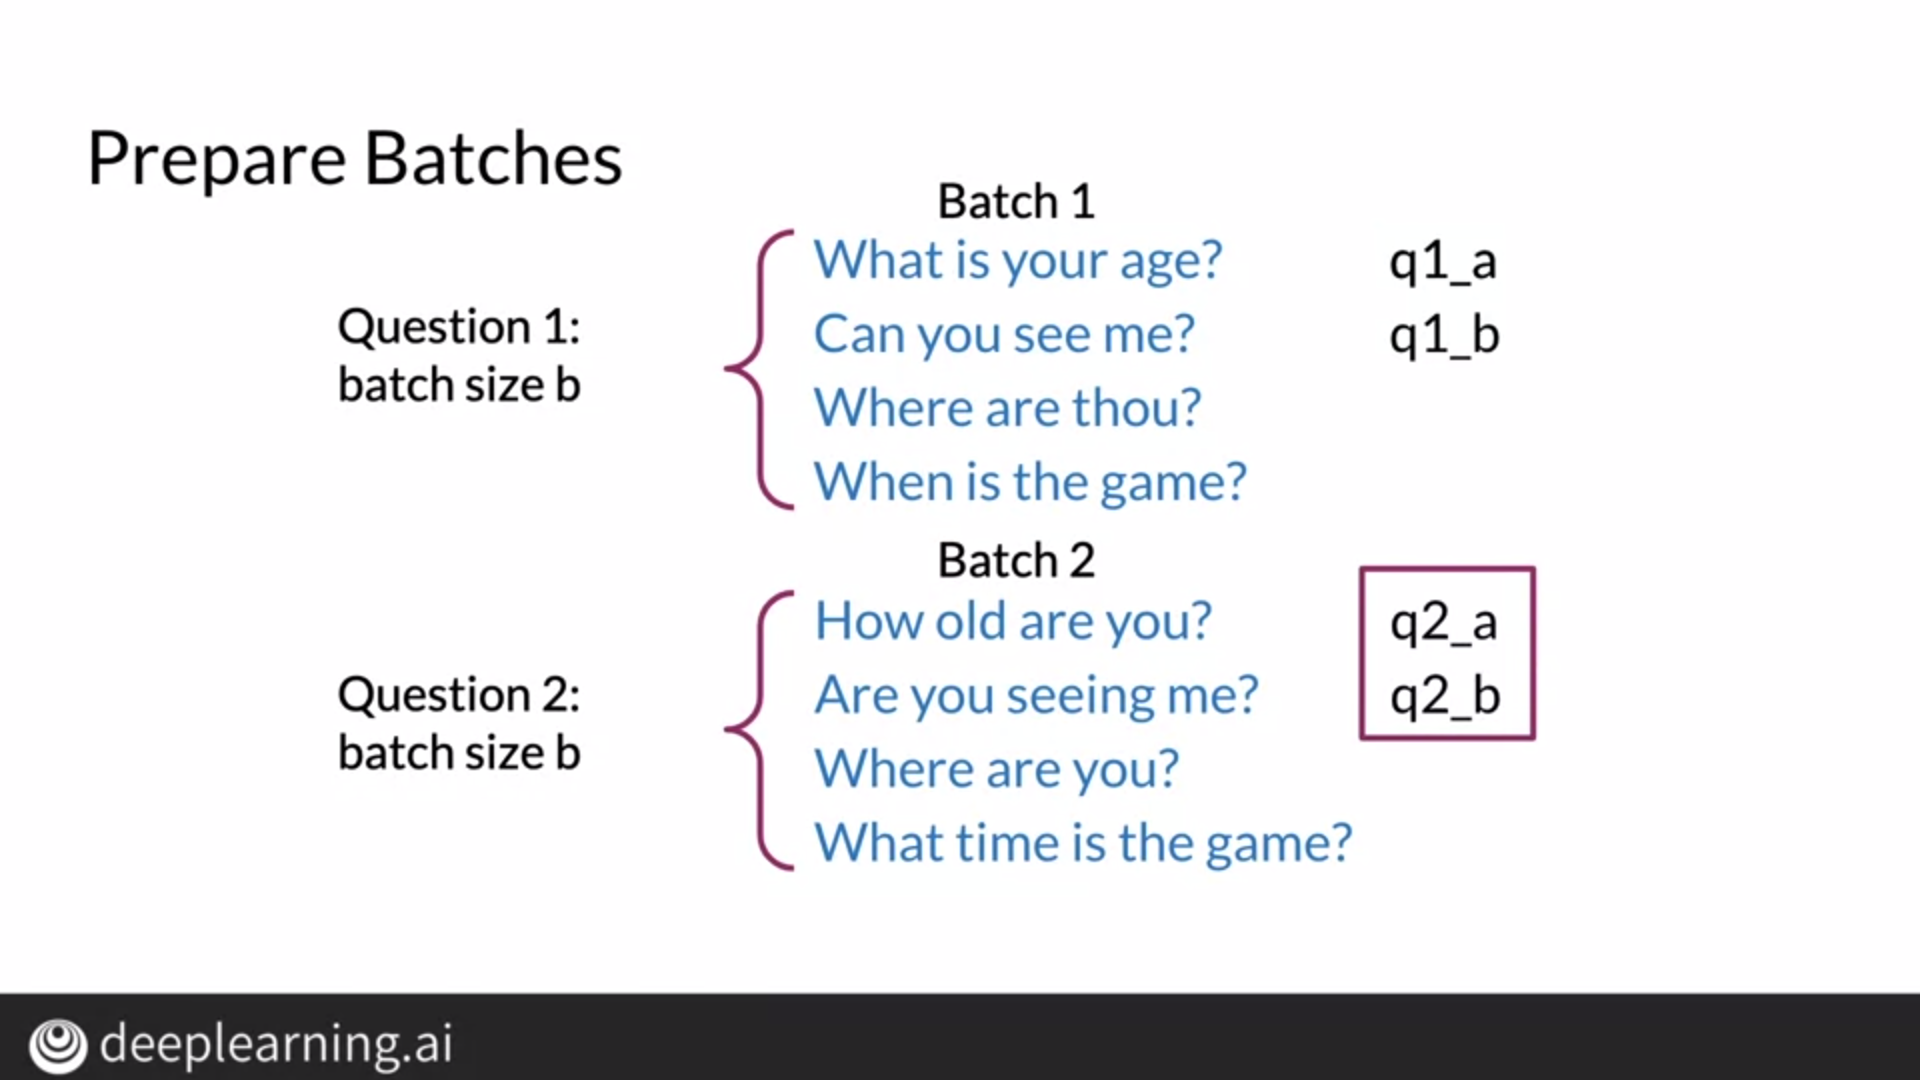 Prepare Batches
Batch 1
What is your age? q1_a
Can you see me? q1_b
Question 1:
batch size b
Where are thou?
When is the game?
Batch 2
How old are you? q2_a
Are you seeing me? q2_b
Question 2:
batch size b
Where are you?
What time is the game?
deeplearning.ai